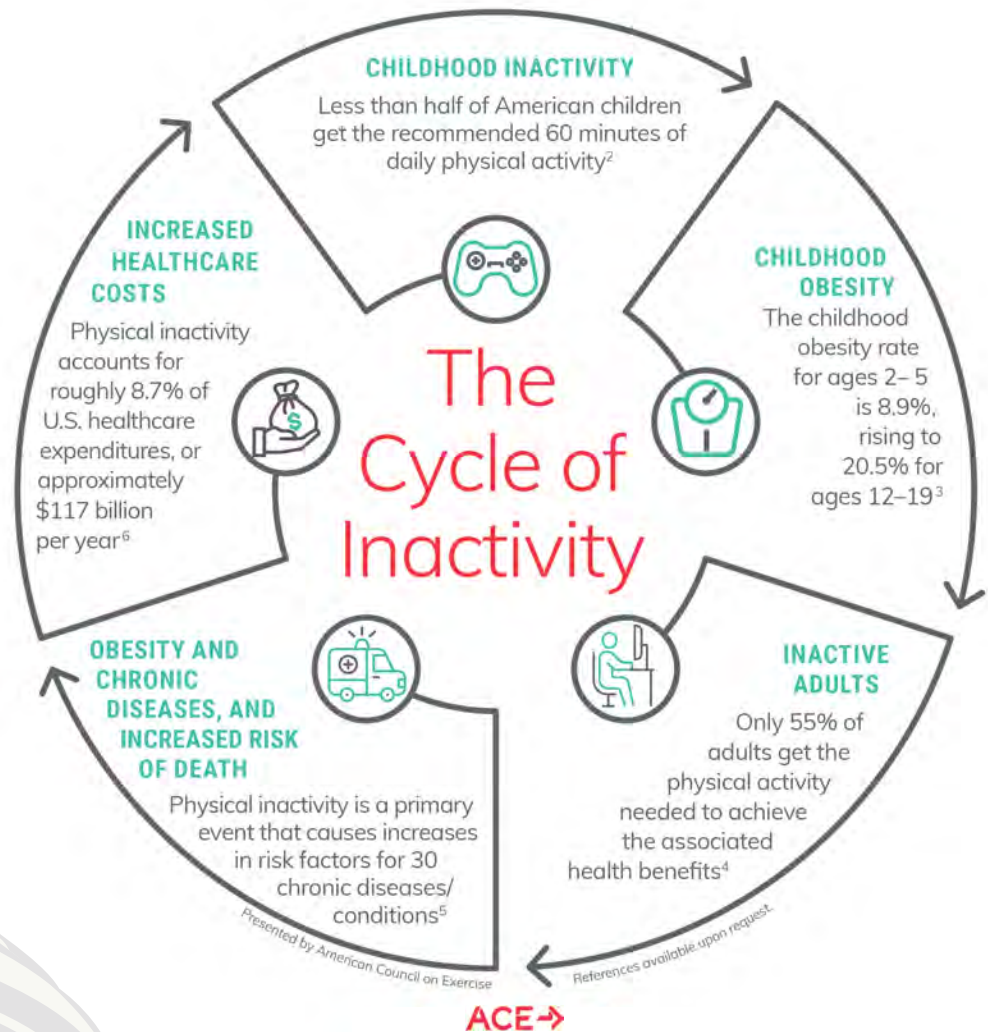 CHILDHOOD INACTIVITY
Less than half of American children
get the recommended 60 minutes of
daily physical activity²
CHILDHOOD
OBESITY
The childhood
obesity rate
for ages 2– 5
is 8.9%,
rising to
20.5% for
ages 12–19³
INACTIVE
ADULTS
Only 55% of
adults get the
physical activity
needed to achieve
the associated
health benefits⁴
OBESITY AND
CHRONIC
DISEASES, AND
INCREASED RISK
OF DEATH
Physical inactivity is a primary
event that causes increases
in risk factors for 30
chronic diseases/
conditions⁵
INCREASED
HEALTHCARE
COSTS
Physical inactivity
accounts for
roughly 8.7% of
U.S. healthcare
expenditures, or
approximately
$117 billion
per year⁶
The
Cycle of
Inactivity
$
Presented by American Council on Exercise
References available upon request.
ACE